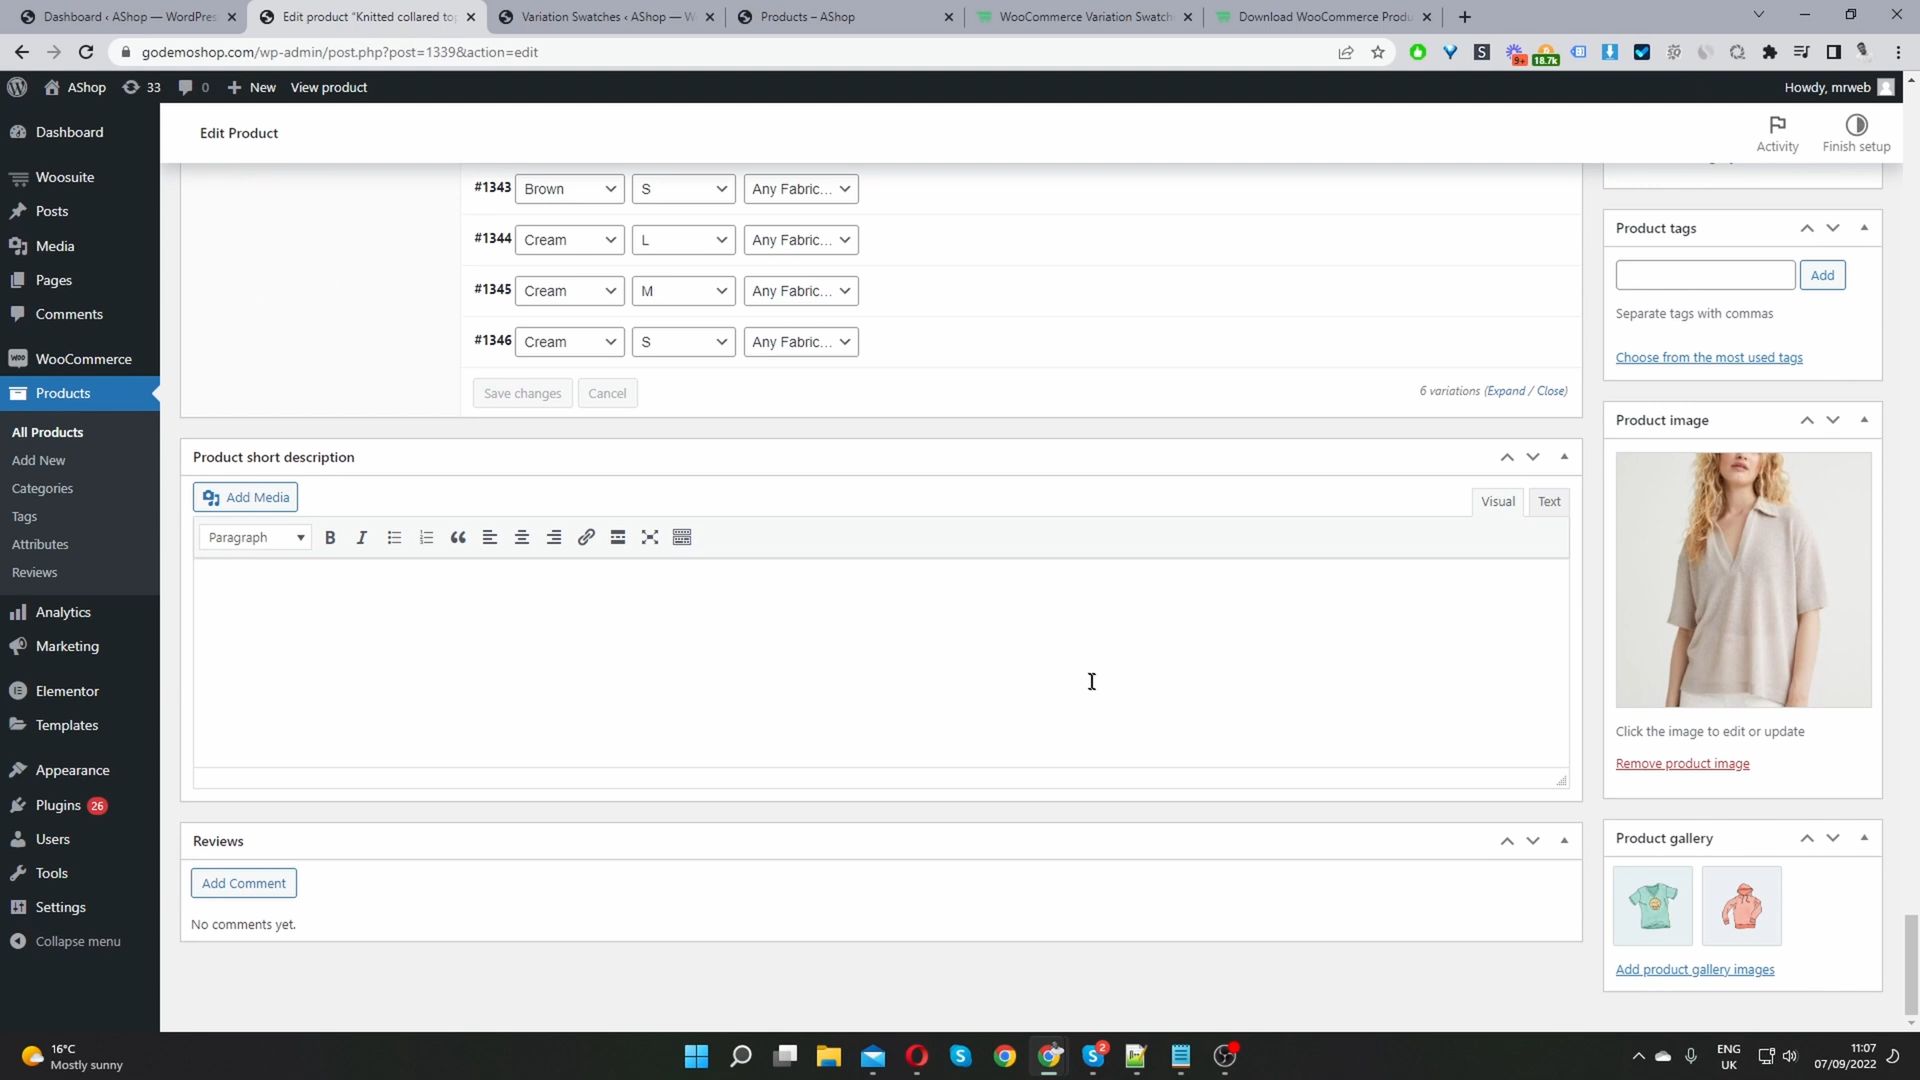 Dashboard ‹ AShop — WordPres
Edit product "Knitted collared top
Variation Swatches ‹ AShop — W
Products – AShop
WooCommerce Variation Swatch
Download WooCommerce Produ
godemoshop.com/wp-admin/post.php?post=1339&action=edit
9+
18.7k
AShop
33
0
New
View product
Howdy, mrweb
Dashboard
Woosuite
Posts
Media
Pages
Comments
WooCommerce
Products
All Products
Add New
Categories
Tags
Attributes
Reviews
Analytics
Marketing
Elementor
Templates
Appearance
Plugins 26
Users
Tools
Settings
Collapse menu
Edit Product
Activity
Finish setup
#1343 Brown S Any Fabric...
#1344 Cream L Any Fabric...
#1345 Cream M Any Fabric...
#1346 Cream S Any Fabric...
Save changes Cancel
6 variations (Expand / Close)
Product short description
Add Media
Visual Text
Paragraph
Reviews
Add Comment
No comments yet.
Product tags
Add
Separate tags with commas
Choose from the most used tags
Product image
Click the image to edit or update
Remove product image
Product gallery
Add product gallery images
16°C
Mostly sunny
2
ENG
UK
11:07
07/09/2022